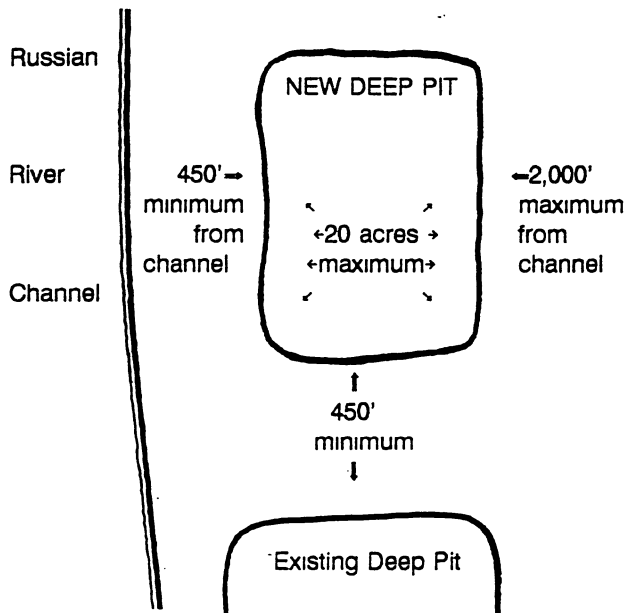 Russian
River
Channel
NEW DEEP PIT
450'
minimum
from
channel
20 acres
maximum
2,000'
maximum
from
channel
450'
minimum
Existing Deep Pit